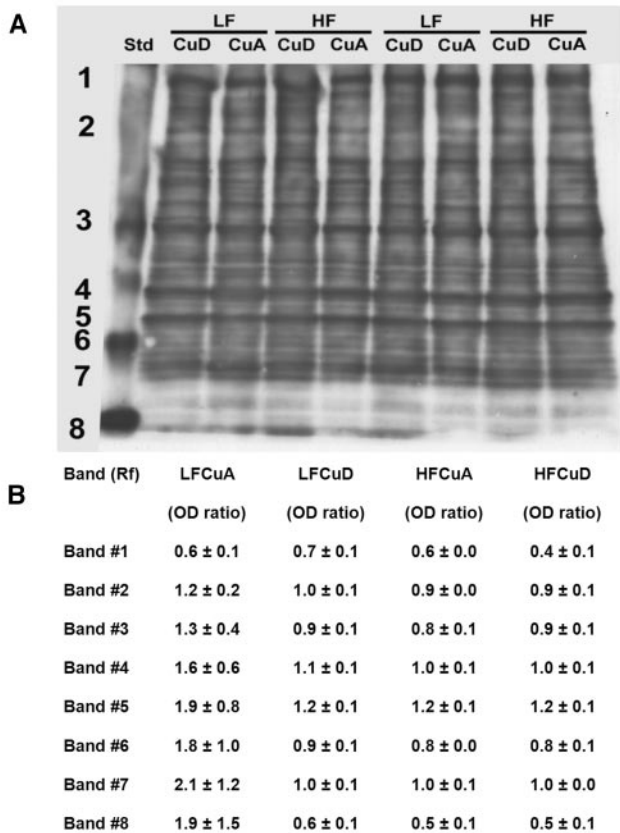 A
LF HF LF HF
Std CuD CuA CuD CuA CuD CuA CuD CuA
1
2
3
4
5
6
7
8
B
Band (Rf) LFCuA LFCuD HFCuA HFCuD
(OD ratio) (OD ratio) (OD ratio) (OD ratio)
Band #1 0.6 ± 0.1 0.7 ± 0.1 0.6 ± 0.0 0.4 ± 0.1
Band #2 1.2 ± 0.2 1.0 ± 0.1 0.9 ± 0.0 0.9 ± 0.1
Band #3 1.3 ± 0.4 0.9 ± 0.1 0.8 ± 0.1 0.9 ± 0.1
Band #4 1.6 ± 0.6 1.1 ± 0.1 1.0 ± 0.1 1.0 ± 0.1
Band #5 1.9 ± 0.8 1.2 ± 0.1 1.2 ± 0.1 1.2 ± 0.1
Band #6 1.8 ± 1.0 0.9 ± 0.1 0.8 ± 0.0 0.8 ± 0.1
Band #7 2.1 ± 1.2 1.0 ± 0.1 1.0 ± 0.1 1.0 ± 0.0
Band #8 1.9 ± 1.5 0.6 ± 0.1 0.5 ± 0.1 0.5 ± 0.1